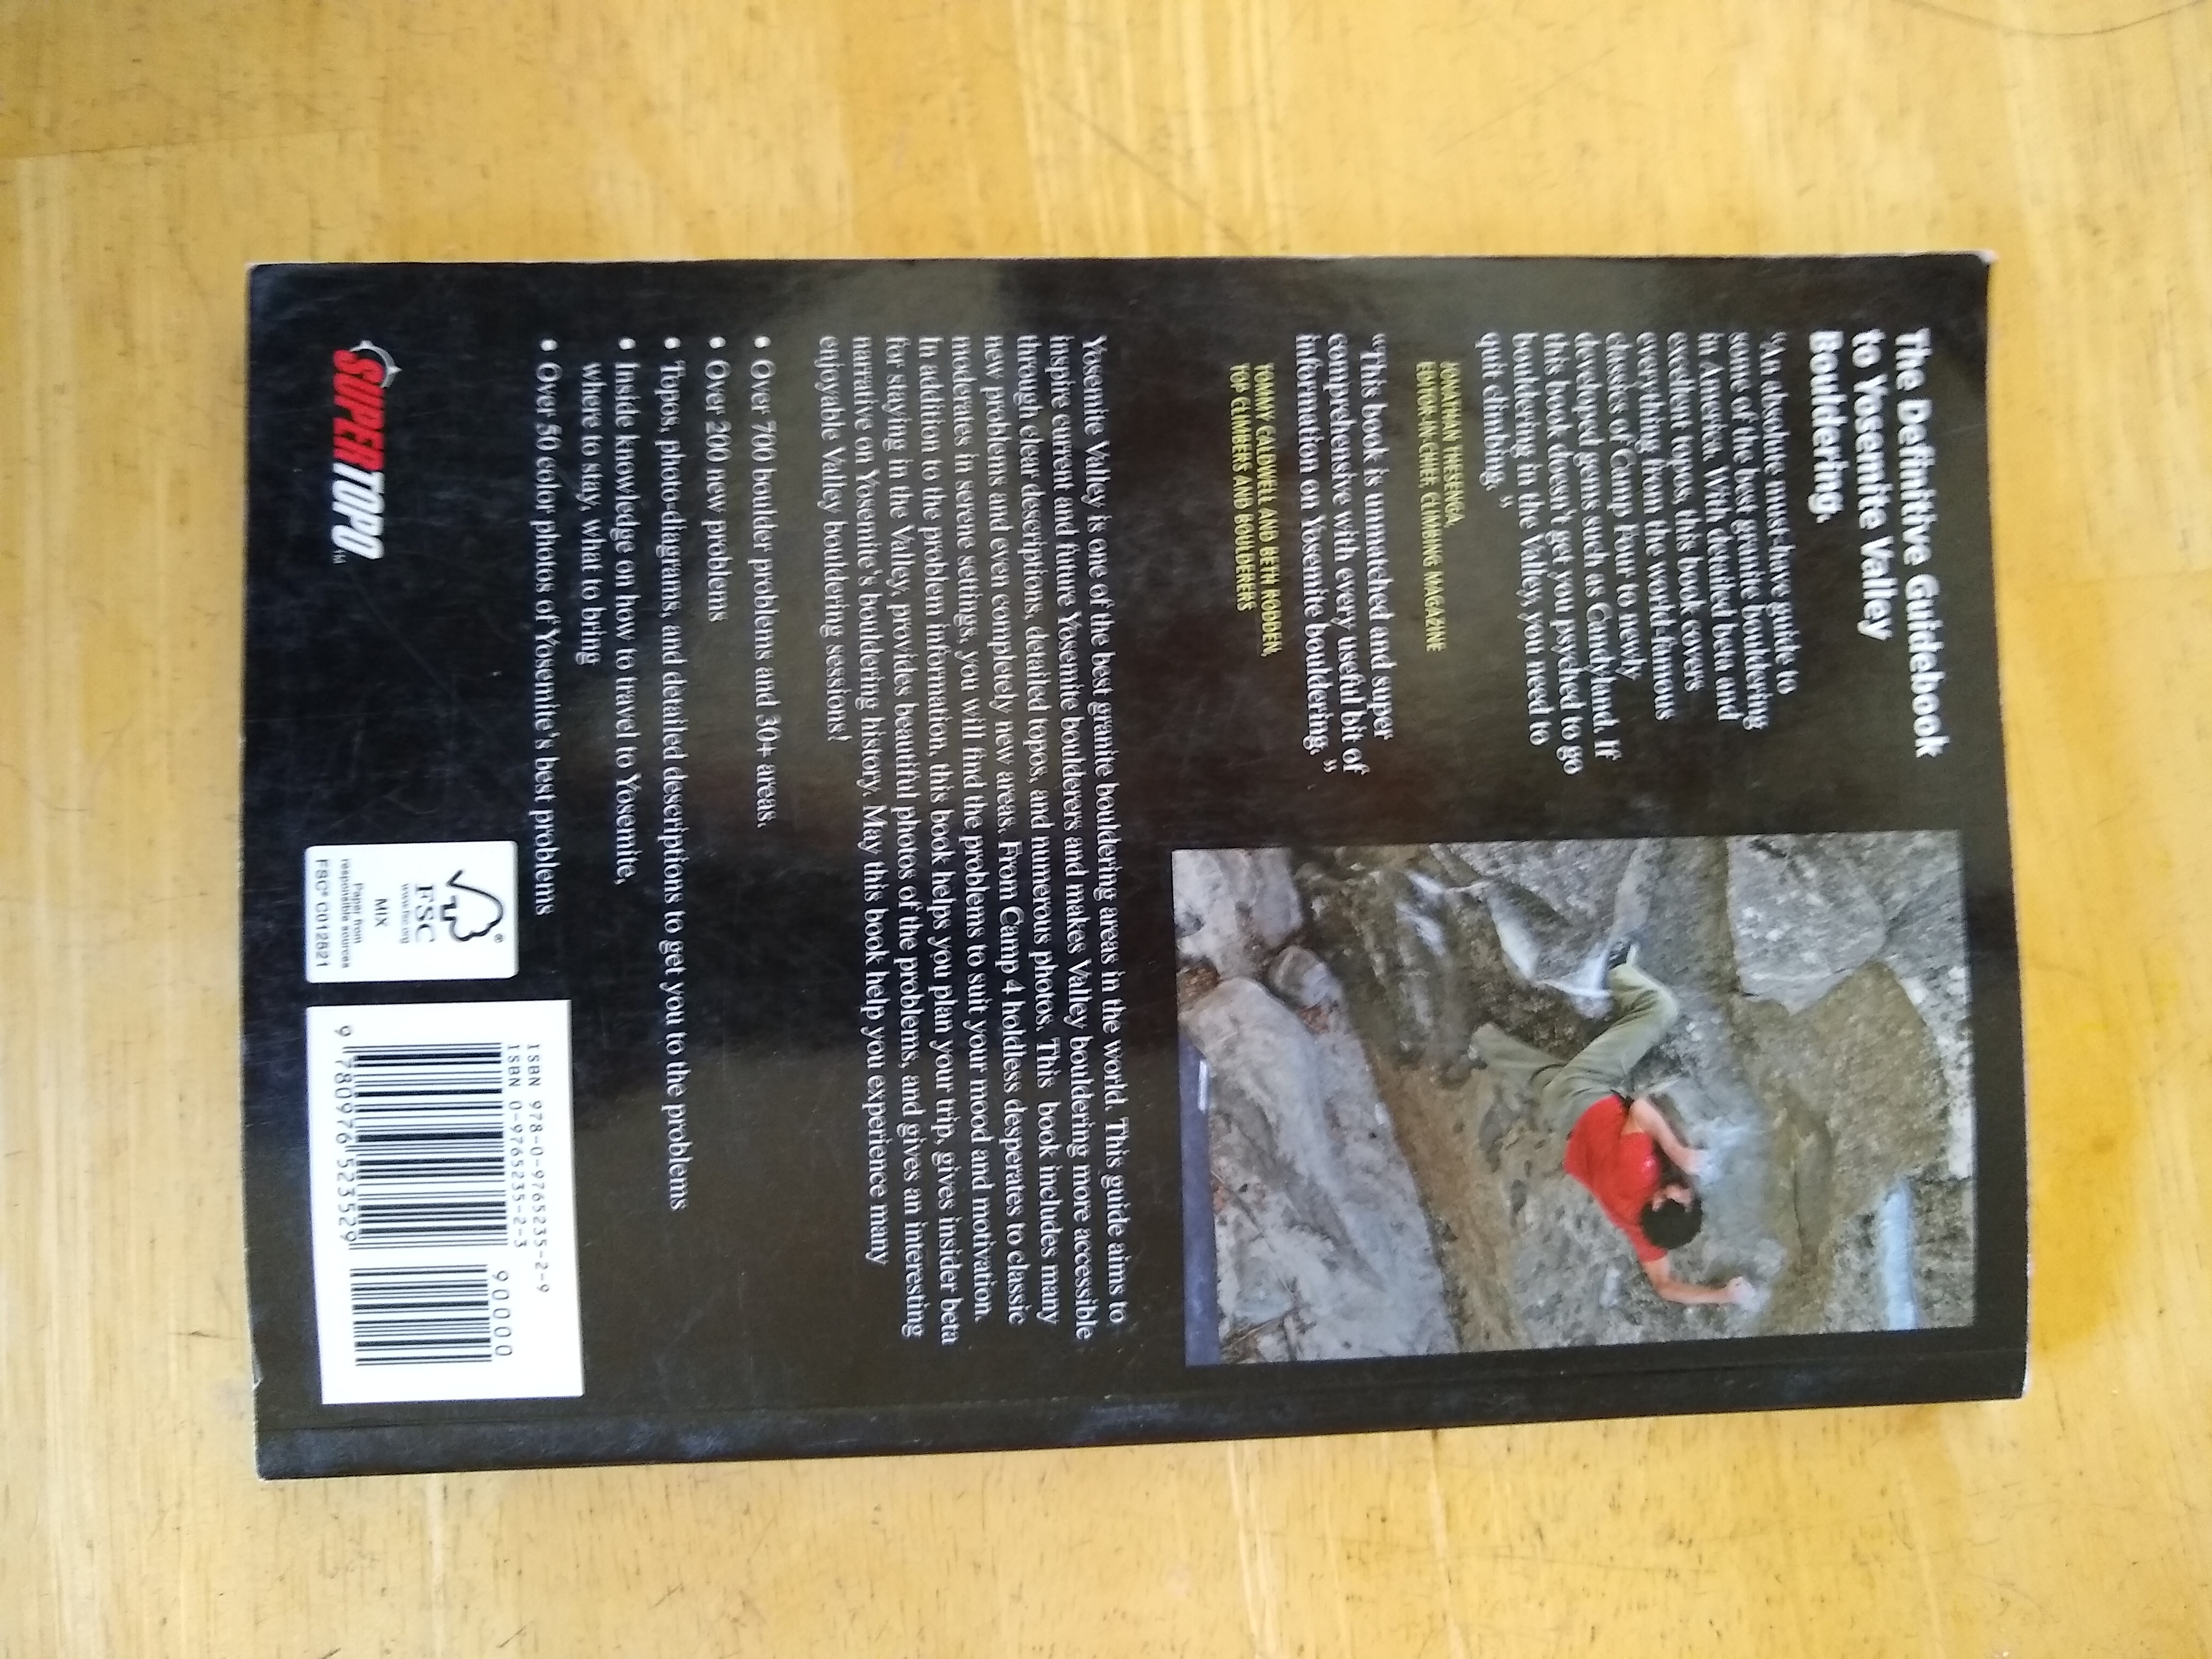 The Definitive Guidebook
to Yosemite Valley
Bouldering.
“An absolute must-have guide to
some of the best granite bouldering
in America. With detailed beta and
excellent topos, this book covers
everything from the world-famous
classics of Camp Four to newly
developed gems such as Candyland. If
this book doesn't get you psyched to go
bouldering in the Valley, you need to
quit climbing.”
JONATHAN THESENGA,
EDITOR-IN-CHIEF, CLIMBING MAGAZINE
“This book is unmatched and super
comprehensive with every useful bit of
information on Yosemite bouldering.”
TOMMY CALDWELL AND BETH RODDEN,
TOP CLIMBERS AND BOULDERERS
Yosemite Valley is one of the best granite bouldering areas in the world. This guide aims to
inspire current and future Yosemite boulderers and makes Valley bouldering more accessible
through clear descriptions, detailed topos, and numerous photos. This book includes many
new problems and even completely new areas. From Camp 4 holdless desperates to classic
moderates in serene settings, you will find the problems to suit your mood and motivation.
In addition to the problem information, this book helps you plan your trip, gives insider beta
for staying in the Valley, provides beautiful photos of the problems, and gives an interesting
narrative on Yosemite's bouldering history. May this book help you experience many
enjoyable Valley bouldering sessions!
• Over 700 boulder problems and 30+ areas.
• Over 200 new problems
• Topos, photo-diagrams, and detailed descriptions to get you to the problems
• Inside knowledge on how to travel to Yosemite,
where to stay, what to bring
• Over 50 color photos of Yosemite's best problems
SUPERTOPO™
®
FSC
www.fsc.org
MIX
Paper from
responsible sources
FSC® C012521
ISBN 978-0-9765235-2-9
ISBN 0-9765235-2-3
90000
9 780976 523529